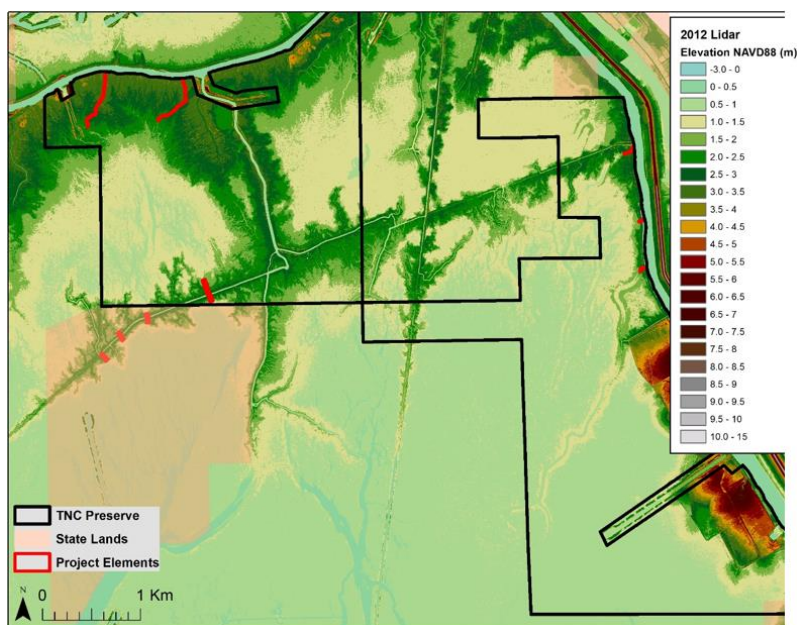 2012 Lidar
Elevation NAVD88 (m)
-3.0 - 0
0 - 0.5
0.5 - 1
1.0 - 1.5
1.5 - 2
2.0 - 2.5
2.5 - 3
3.0 - 3.5
3.5 - 4
4.0 - 4.5
4.5 - 5
5.0 - 5.5
5.5 - 6
6.0 - 6.5
6.5 - 7
7.0 - 7.5
7.5 - 8
8.0 - 8.5
8.5 - 9
9.0 - 9.5
9.5 - 10
10.0 - 15
TNC Preserve
State Lands
Project Elements
N
0 1 Km